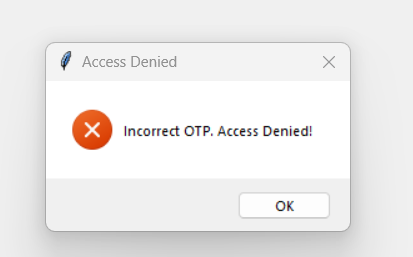 Access Denied
Incorrect OTP. Access Denied!
OK